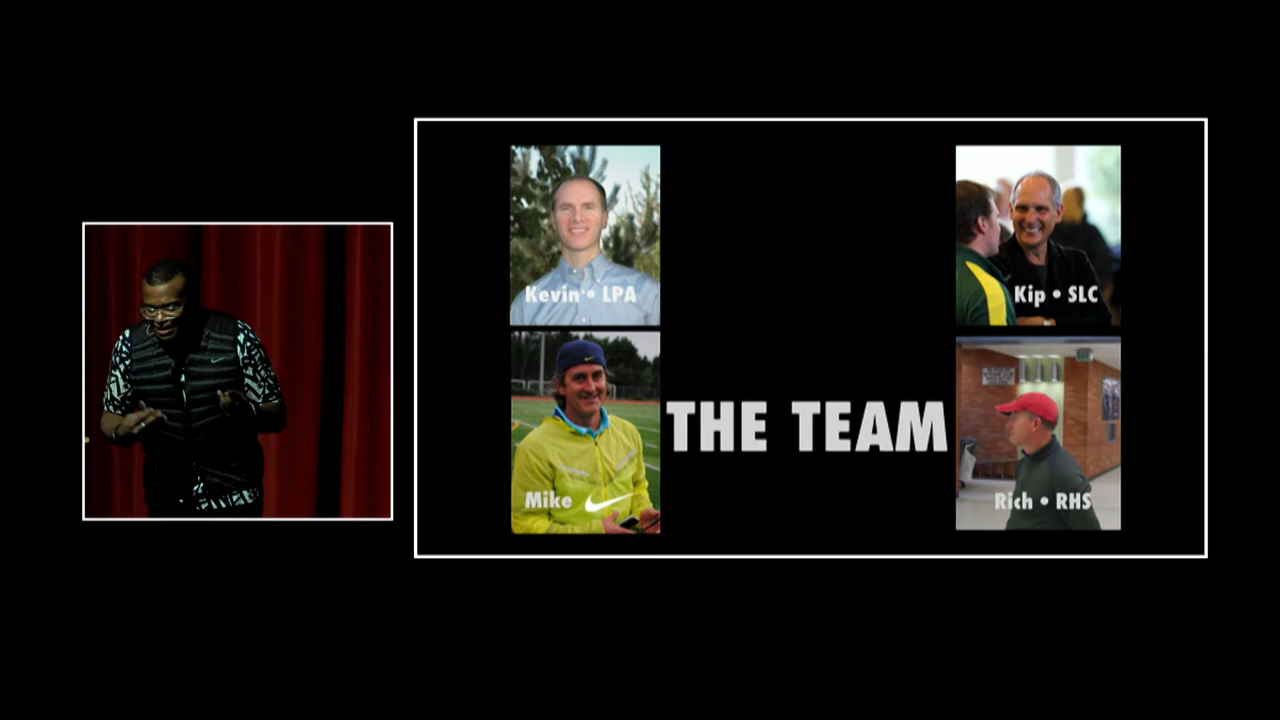 Kevin • LPA
Kip • SLC
THE TEAM
Mike
Rich • RHS